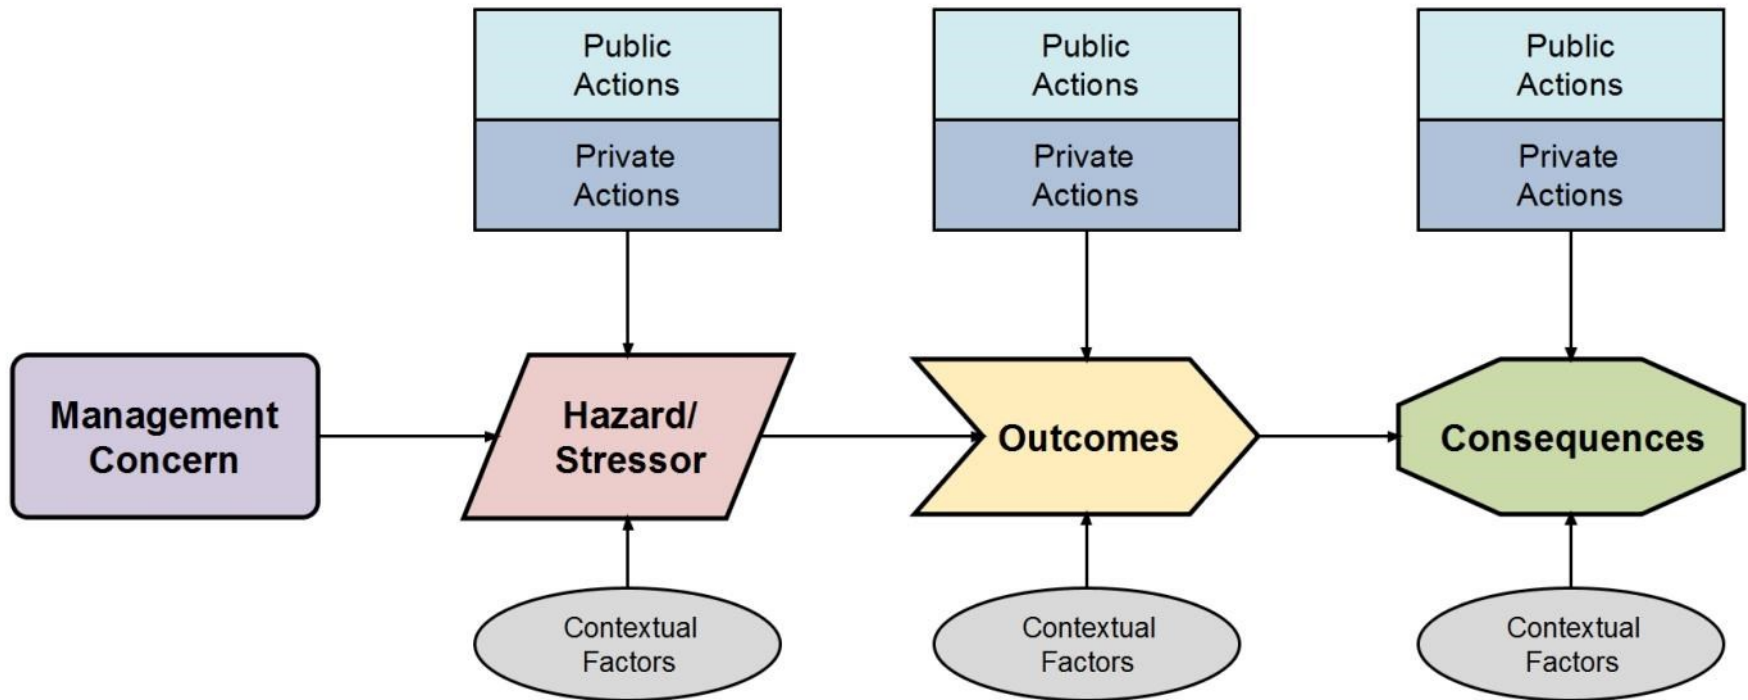 Public
Actions
Private
Actions
Public
Actions
Private
Actions
Public
Actions
Private
Actions
Management
Concern
Hazard/
Stressor
Outcomes
Consequences
Contextual
Factors
Contextual
Factors
Contextual
Factors